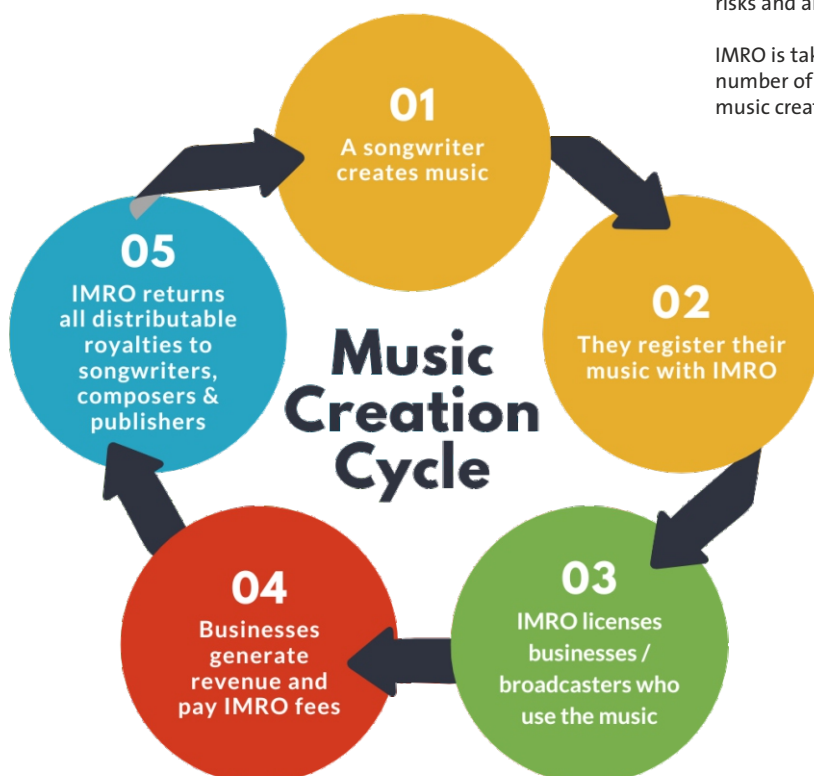 risks and
IMRO is
number of
music
01
A songwriter
creates music
02
They register their
music with IMRO
03
IMRO licenses
businesses /
broadcasters who
use the music
04
Businesses
generate
revenue and
pay IMRO fees
05
IMRO returns
all distributable
royalties to
songwriters,
composers &
publishers
Music
Creation
Cycle